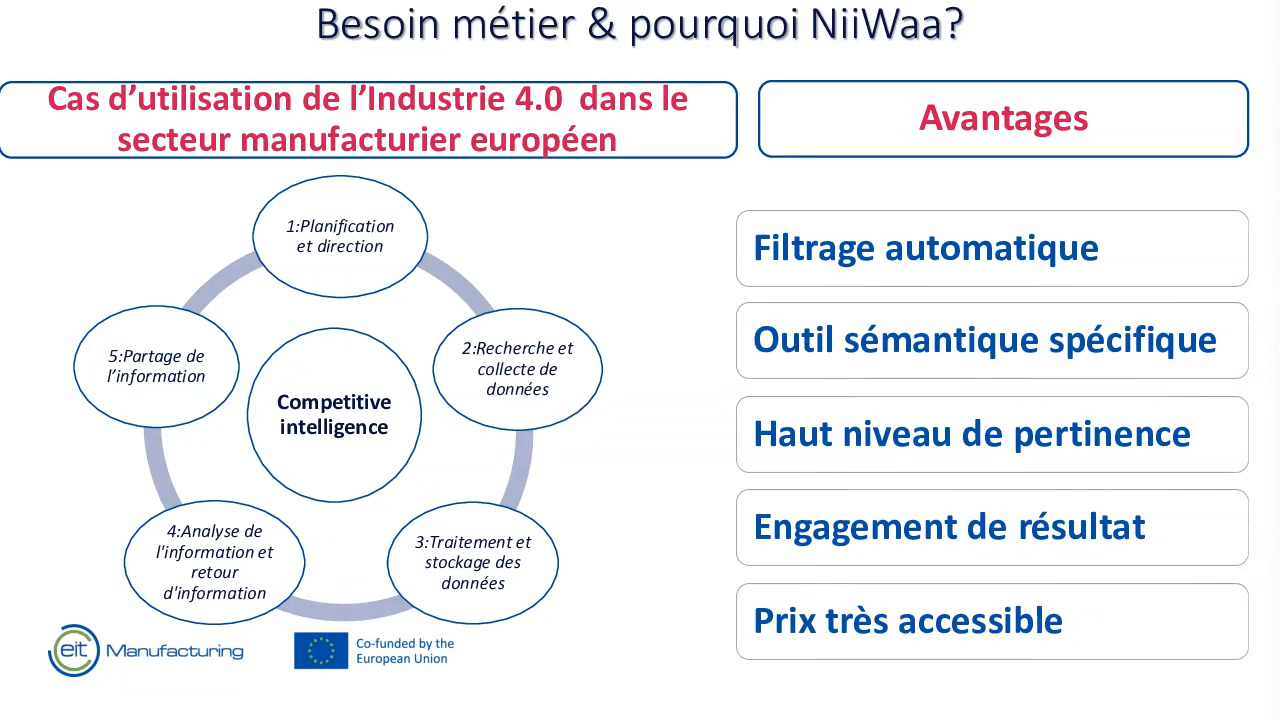 Besoin métier & pourquoi NiiWaa?
Cas d’utilisation de l’Industrie 4.0 dans le
secteur manufacturier européen
Avantages
1:Planification
et direction
2:Recherche et
collecte de
données
3:Traitement et
stockage des
données
4:Analyse de
l'information et
retour
d'information
5:Partage de
l’information
Competitive
intelligence
Filtrage automatique
Outil sémantique spécifique
Haut niveau de pertinence
Engagement de résultat
Prix très accessible
eit Manufacturing
Co-funded by the
European Union